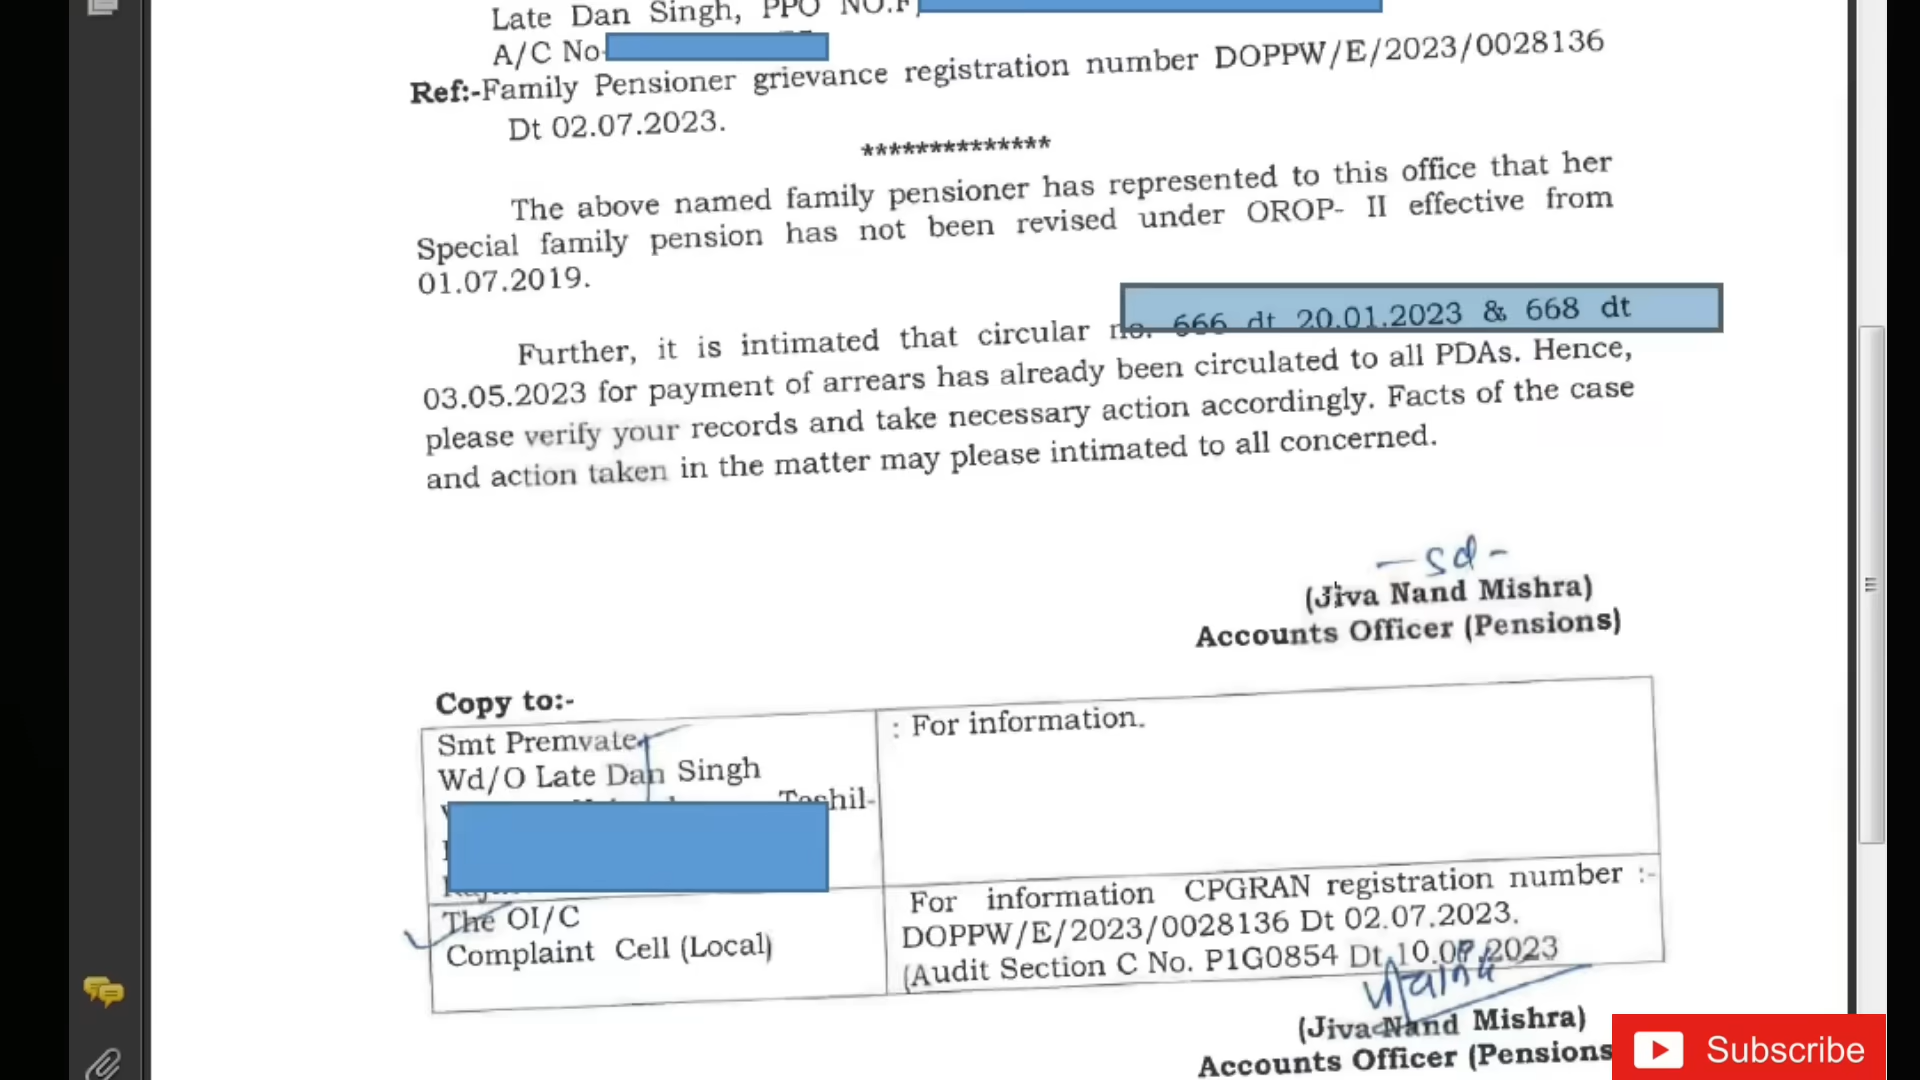 Late Dan Singh, PPO NO.F
A/C No
Ref:-Family Pensioner grievance registration number DOPPW/E/2023/0028136
Dt 02.07.2023.
**************
The above named family pensioner has represented to this office that her
Special family pension has not been revised under OROP- II effective from
01.07.2019.
Further, it is intimated that circular no. 666 dt 20.01.2023 & 668 dt
03.05.2023 for payment of arrears has already been circulated to all PDAs. Hence,
please verify your records and take necessary action accordingly. Facts of the case
and action taken in the matter may please intimated to all concerned.
- sd -
(Jiva Nand Mishra)
Accounts Officer (Pensions)
Copy to:-
Smt Premvate
Wd/O Late Dan Singh
Teshil-
: For information.
The OI/C
Complaint Cell (Local)
For information CPGRAN registration number :-
DOPPW/E/2023/0028136 Dt 02.07.2023.
(Audit Section C No. P1G0854 Dt 10.07.2023
(Jiva Nand Mishra)
Accounts Officer (Pensions
Subscribe